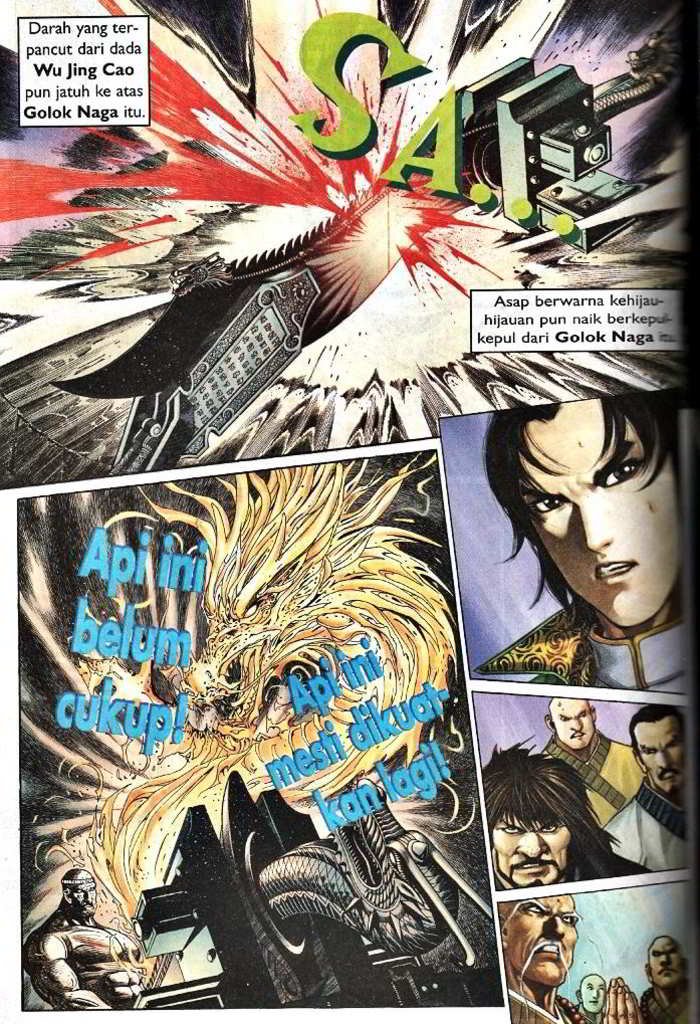 Darah yang ter-
pancut dari dada
Wu Jing Cao
pun jatuh ke atas
Golok Naga itu.
SA...
Asap berwarna kehijau-
hijauan pun naik berkepul-
kepul dari Golok Naga itu.
Api ini
belum
cukup!
Api ini
mesti dikuat-
kan lagi!